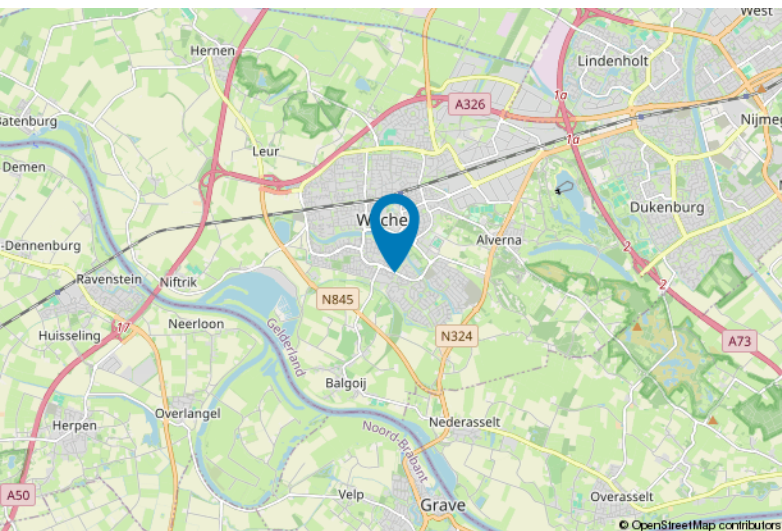 West
Hernen
Lindenholt
A326
1a
Batenburg
Nijmeg
1a
Leur
Demen
Dukenburg
Wiche
Alverna
-Dennenburg
2
Ravenstein
Niftrik
2
N845
Neerloon
17
Huisseling
Gelderland
N324
A73
Balgoij
Overlangel
Nederasselt
Herpen
Noord-Brabant
A50
Velp
Overasselt
Grave
© OpenStreetMap contributors